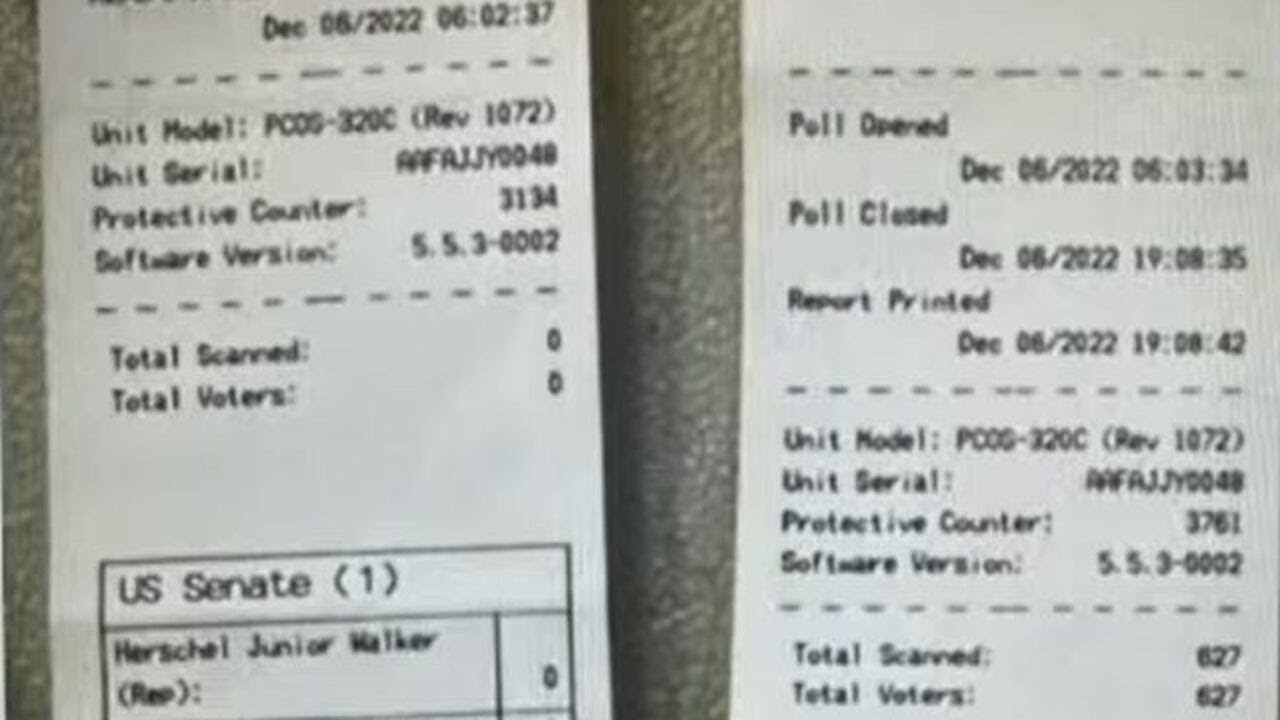 Dec 06/2022 06:02:37
Unit Model: PCOS-320C (Rev 1072)
Unit Serial: AAFAJJY0048
Protective Counter: 3134
Software Version: 5.5.3-0002
Total Scanned: 0
Total Voters: 0
US Senate (1)
Herschel Junior Walker
(Rep): 0
Poll Opened
Dec 06/2022 06:03:34
Poll Closed
Dec 06/2022 19:08:35
Report Printed
Dec 06/2022 19:08:42
Unit Model: PCOS-320C (Rev 1072)
Unit Serial: AAFAJJY0048
Protective Counter: 3761
Software Version: 5.5.3-0002
Total Scanned: 627
Total Voters: 627